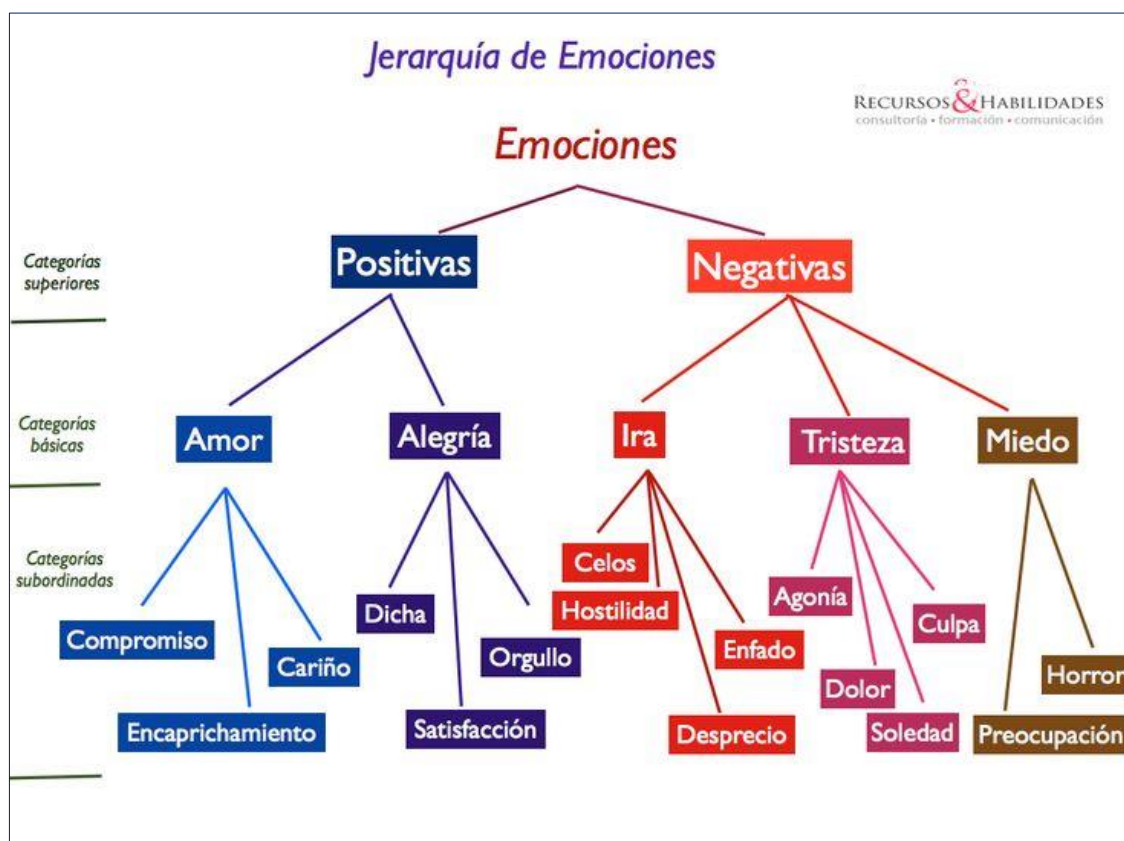 Jerarquía de Emociones
RECURSOS&HABILIDADES
consultoría • formación • comunicación
Emociones
Categorías
superiores
Positivas
Negativas
Categorías
básicas
Amor
Alegría
Ira
Tristeza
Miedo
Categorías
subordinadas
Celos
Agonía
Dicha
Hostilidad
Culpa
Compromiso
Cariño
Orgullo
Enfado
Horror
Dolor
Encaprichamiento
Satisfacción
Desprecio
Soledad
Preocupación